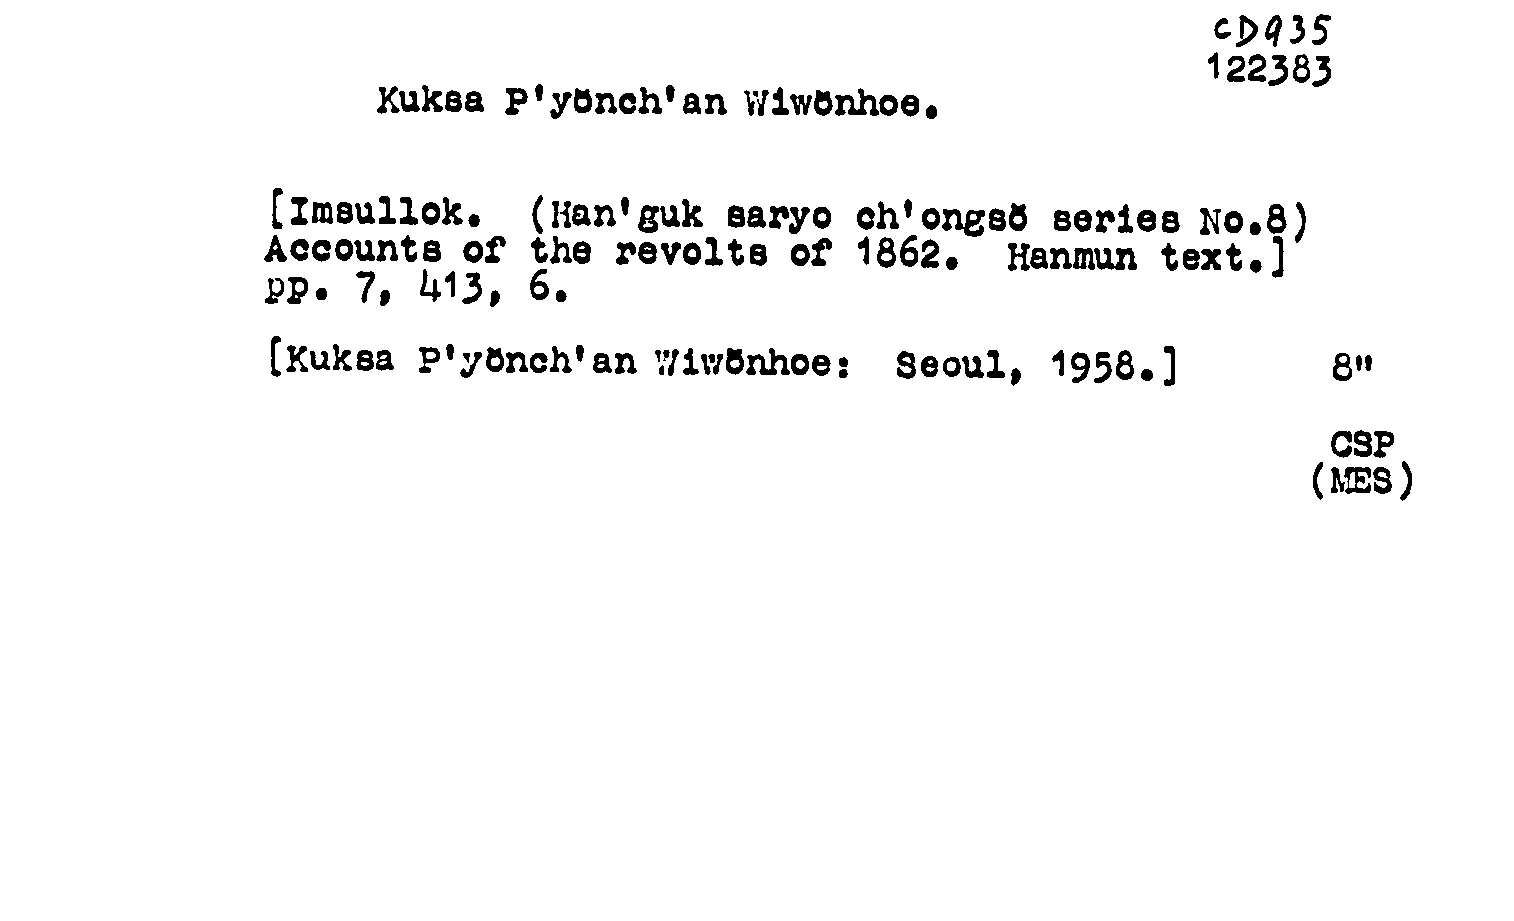 CD935
122383
Kuksa P'yŏnch'an Wiwŏnhoe.
[Imsullok. (Han'guk saryo ch'ongsŏ series No.8)
Accounts of the revolts of 1862. Hanmun text.]
pp. 7, 413, 6.
[Kuksa P'yŏnch'an Wiwŏnhoe: Seoul, 1958.] 8"
CSP
(MES)